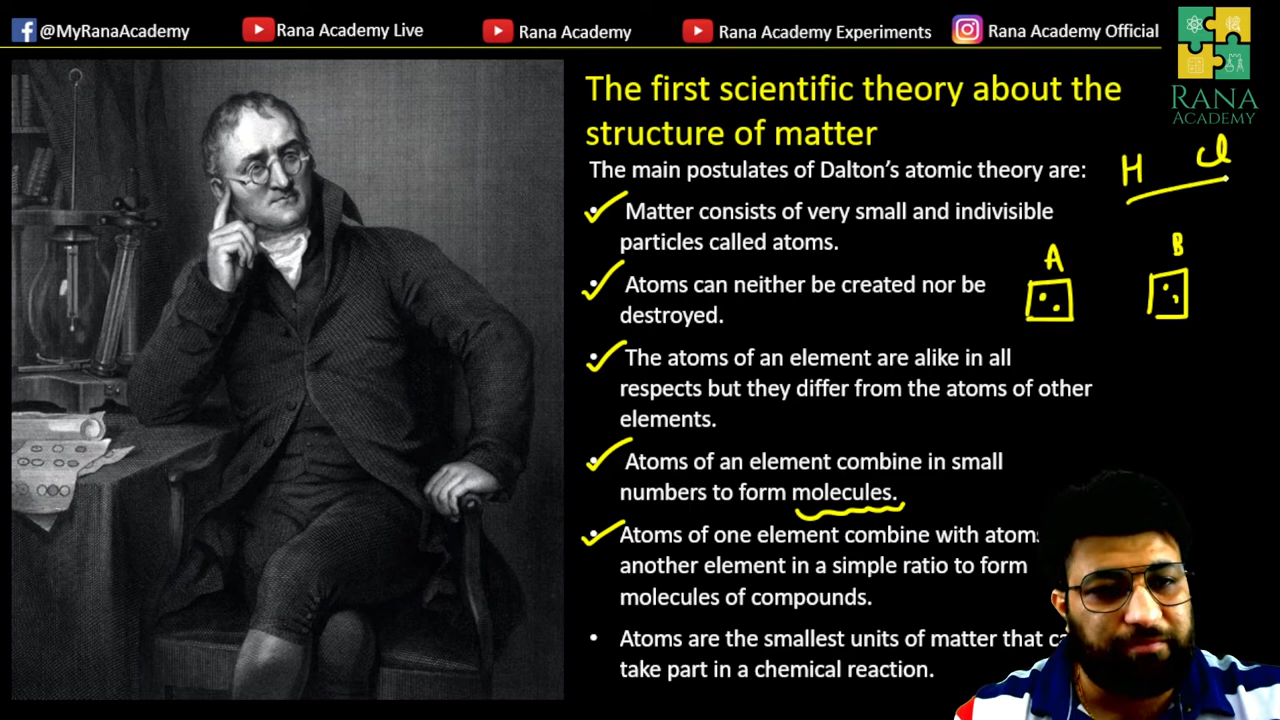 @MyRanaAcademy
Rana Academy Live
Rana Academy
Rana Academy Experiments
Rana Academy Official
RANA
ACADEMY
The first scientific theory about the
structure of matter
The main postulates of Dalton's atomic theory are:
H Cl
• Matter consists of very small and indivisible
particles called atoms.
A B
• Atoms can neither be created nor be
destroyed.
• The atoms of an element are alike in all
respects but they differ from the atoms of other
elements.
• Atoms of an element combine in small
numbers to form molecules.
• Atoms of one element combine with atoms
another element in a simple ratio to form
molecules of compounds.
• Atoms are the smallest units of matter that
take part in a chemical reaction.